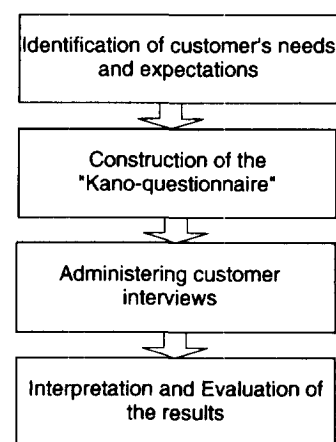 Identification of customer's needs
and expectations
Construction of the
"Kano-questionnaire"
Administering customer
interviews
Interpretation and Evaluation of
the results